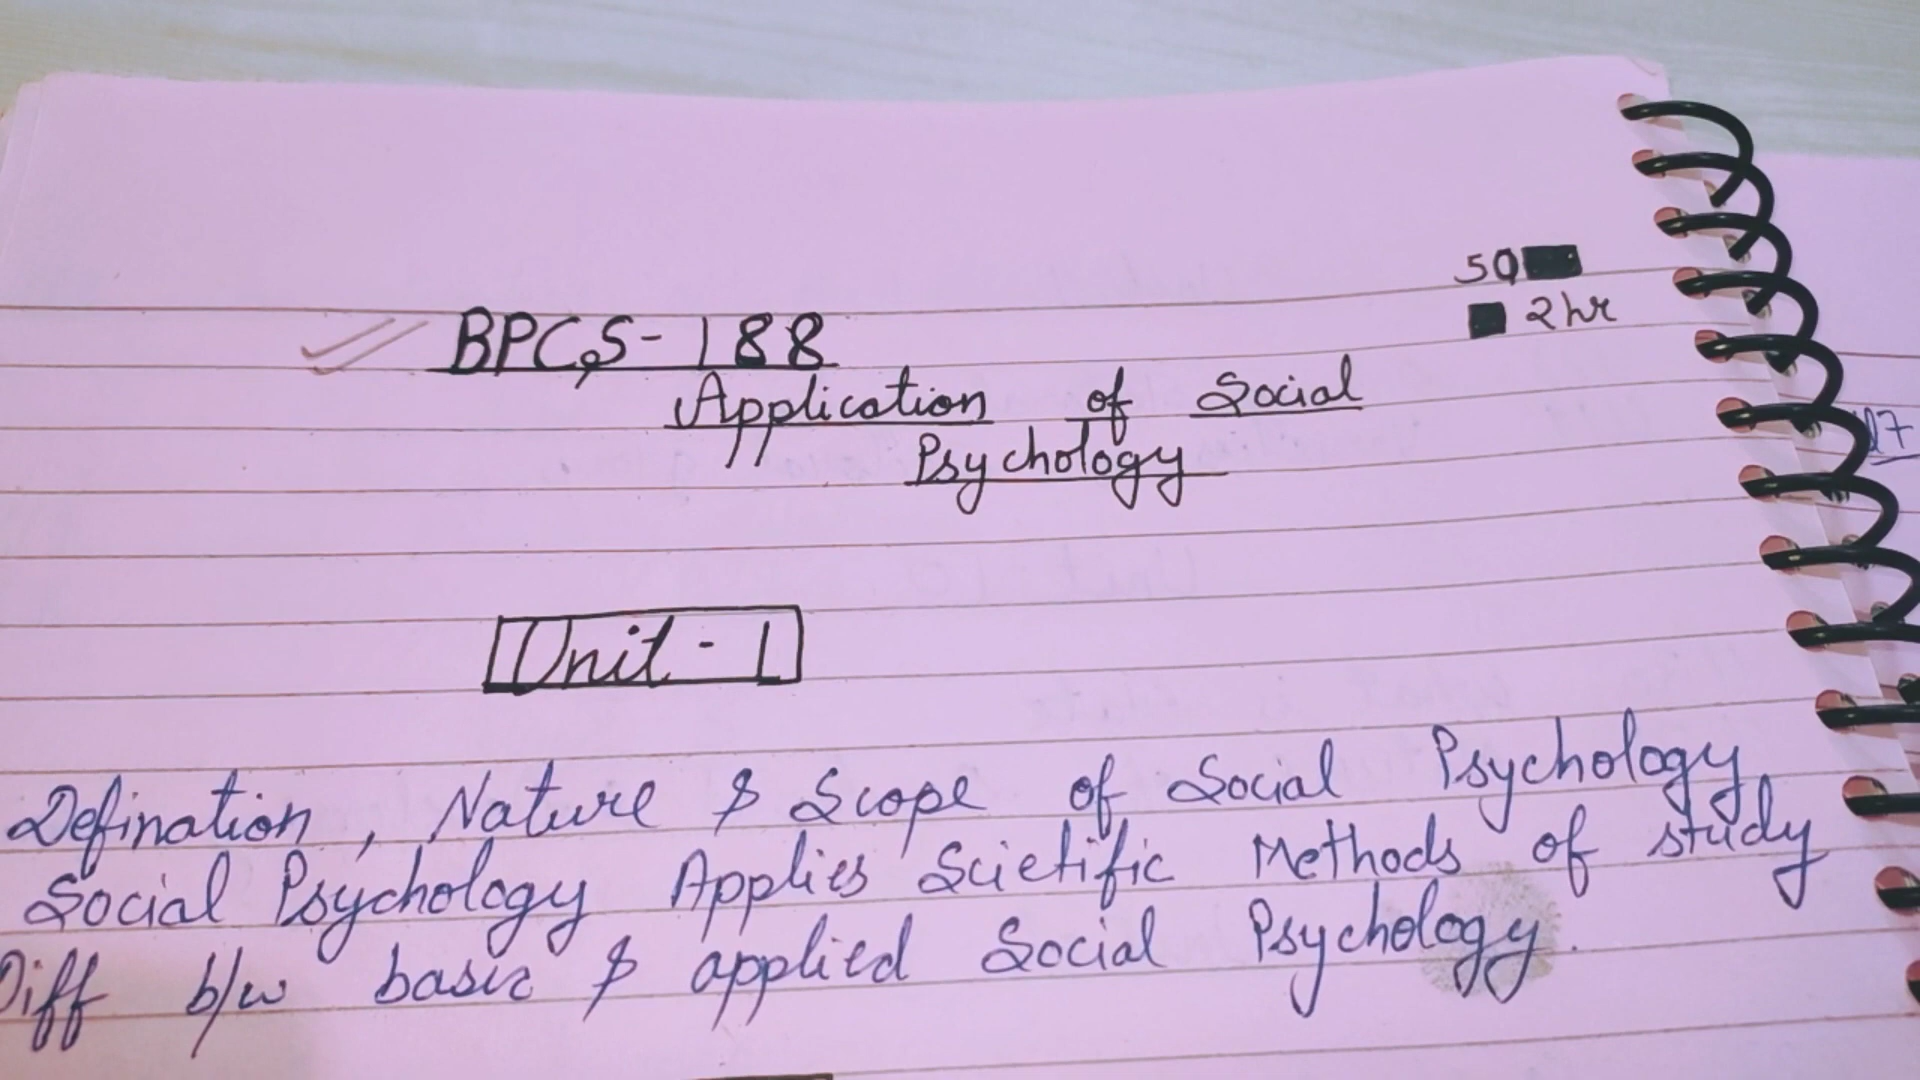 50
2hr
BPCS-188
Application of Social
Psychology
Unit - 1
Defination, Nature & Scope of Social Psychology
Social Psychology Applies Scietific Methods of study
Diff b/w basic & applied Social Psychology.